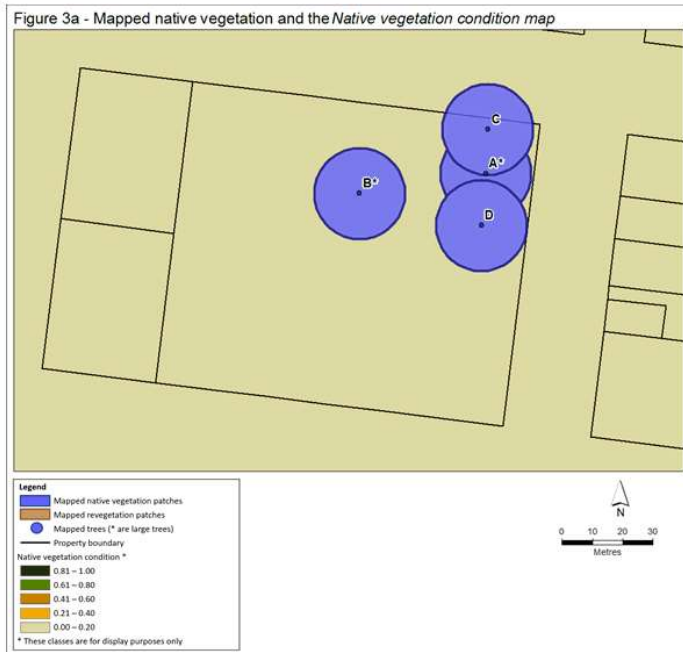 Figure 3a - Mapped native vegetation and the Native vegetation condition map
C
A*
B*
D
Legend
Mapped native vegetation patches
Mapped revegetation patches
Mapped trees (* are large trees)
Property boundary
Native vegetation condition *
0.81 – 1.00
0.61 – 0.80
0.41 – 0.60
0.21 – 0.40
0.00 – 0.20
* These classes are for display purposes only
N
0 10 20 30
Metres